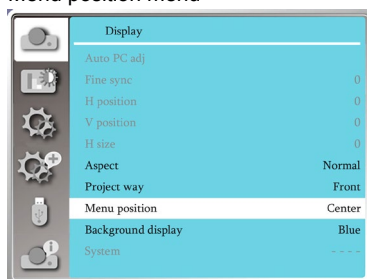 Menu position menu
Display
Auto PC adj
Fine sync 0
H position 0
V position 0
H size 0
Aspect Normal
Project way Front
Menu position Center
Background display Blue
System - - - -